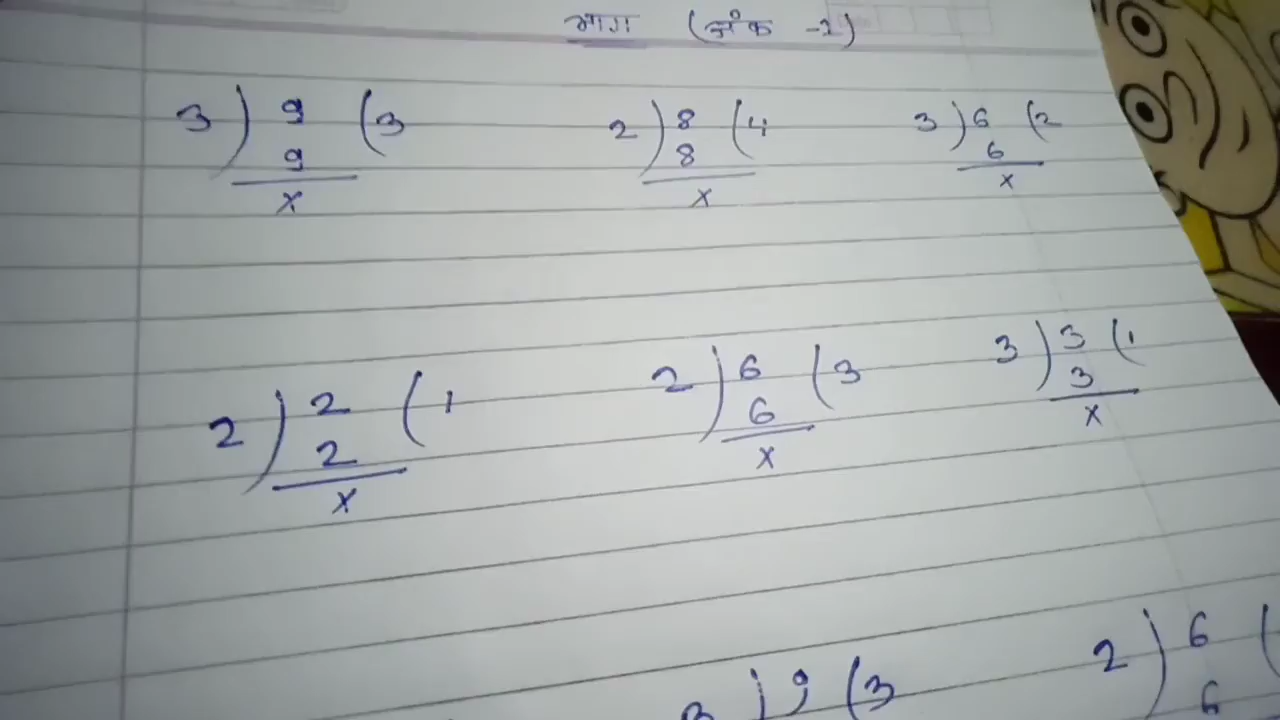 भाग (अंक -1)
3 ) 9 ( 3 2 ) 8 ( 4 3 ) 6 ( 2
9 8 6
x x x
2 ) 2 ( 1 2 ) 6 ( 3 3 ) 3 ( 1
2 6 3
x x x
3 ) 9 ( 3 2 ) 6 (
6